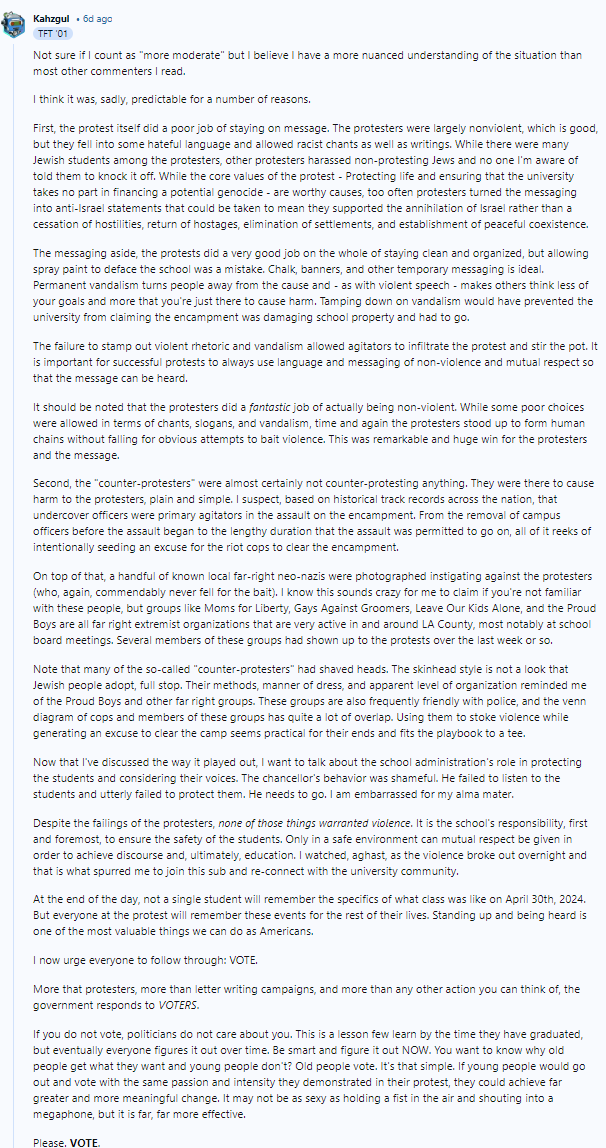 Kahzgul • 6d ago
TFT '01
Not sure if I count as "more moderate" but I believe I have a more nuanced understanding of the situation than
most other commenters I read.
I think it was, sadly, predictable for a number of reasons.
First, the protest itself did a poor job of staying on message. The protesters were largely nonviolent, which is good,
but they fell into some hateful language and allowed racist chants as well as writings. While there were many
Jewish students among the protesters, other protesters harassed non-protesting Jews and no one I'm aware of
told them to knock it off. While the core values of the protest - Protecting life and ensuring that the university
takes no part in financing a potential genocide - are worthy causes, too often protesters turned the messaging
into anti-Israel statements that could be taken to mean they supported the annihilation of Israel rather than a
cessation of hostilities, return of hostages, elimination of settlements, and establishment of peaceful coexistence.
The messaging aside, the protests did a very good job on the whole of staying clean and organized, but allowing
spray paint to deface the school was a mistake. Chalk, banners, and other temporary messaging is ideal.
Permanent vandalism turns people away from the cause and - as with violent speech - makes others think less of
your goals and more that you're just there to cause harm. Tamping down on vandalism would have prevented the
university from claiming the encampment was damaging school property and had to go.
The failure to stamp out violent rhetoric and vandalism allowed agitators to infiltrate the protest and stir the pot. It
is important for successful protests to always use language and messaging of non-violence and mutual respect so
that the message can be heard.
It should be noted that the protesters did a fantastic job of actually being non-violent. While some poor choices
were allowed in terms of chants, slogans, and vandalism, time and again the protesters stood up to form human
chains without falling for obvious attempts to bait violence. This was remarkable and huge win for the protesters
and the message.
Second, the "counter-protesters" were almost certainly not counter-protesting anything. They were there to cause
harm to the protesters, plain and simple. I suspect, based on historical track records across the nation, that
undercover officers were primary agitators in the assault on the encampment. From the removal of campus
officers before the assault began to the lengthy duration that the assault was permitted to go on, all of it reeks of
intentionally seeding an excuse for the riot cops to clear the encampment.
On top of that, a handful of known local far-right neo-nazis were photographed instigating against the protesters
(who, again, commendably never fell for the bait). I know this sounds crazy for me to claim if you're not familiar
with these people, but groups like Moms for Liberty, Gays Against Groomers, Leave Our Kids Alone, and the Proud
Boys are all far right extremist organizations that are very active in and around LA County, most notably at school
board meetings. Several members of these groups had shown up to the protests over the last week or so.
Note that many of the so-called "counter-protesters" had shaved heads. The skinhead style is not a look that
Jewish people adopt, full stop. Their methods, manner of dress, and apparent level of organization reminded me
of the Proud Boys and other far right groups. These groups are also frequently friendly with police, and the venn
diagram of cops and members of these groups has quite a lot of overlap. Using them to stoke violence while
generating an excuse to clear the camp seems practical for their ends and fits the playbook to a tee.
Now that I've discussed the way it played out, I want to talk about the school administration's role in protecting
the students and considering their voices. The chancellor's behavior was shameful. He failed to listen to the
students and utterly failed to protect them. He needs to go. I am embarrassed for my alma mater.
Despite the failings of the protesters, none of those things warranted violence. It is the school's responsibility, first
and foremost, to ensure the safety of the students. Only in a safe environment can mutual respect be given in
order to achieve discourse and, ultimately, education. I watched, aghast, as the violence broke out overnight and
that is what spurred me to join this sub and re-connect with the university community.
At the end of the day, not a single student will remember the specifics of what class was like on April 30th, 2024.
But everyone at the protest will remember these events for the rest of their lives. Standing up and being heard is
one of the most valuable things we can do as Americans.
I now urge everyone to follow through: VOTE.
More that protesters, more than letter writing campaigns, and more than any other action you can think of, the
government responds to VOTERS.
If you do not vote, politicians do not care about you. This is a lesson few learn by the time they have graduated,
but eventually everyone figures it out over time. Be smart and figure it out NOW. You want to know why old
people get what they want and young people don't? Old people vote. It's that simple. If young people would go
out and vote with the same passion and intensity they demonstrated in their protest, they could achieve far
greater and more meaningful change. It may not be as sexy as holding a fist in the air and shouting into a
megaphone, but it is far, far more effective.
Please. VOTE.